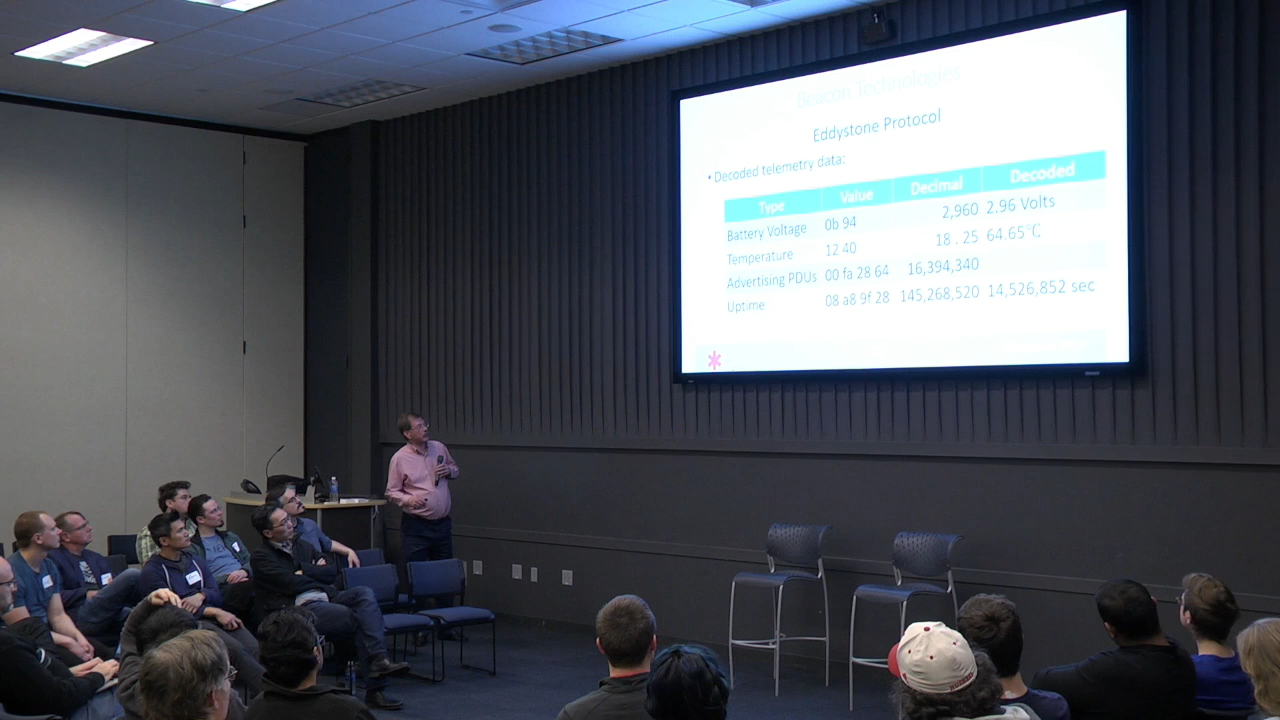 Beacon Technologies
Eddystone Protocol
• Decoded telemetry data:
Type Value Decimal Decoded
Battery Voltage 0b 94 2,960 2.96 Volts
Temperature 12 40 18 . 25 64.65°C
Advertising PDUs 00 fa 28 64 16,394,340
Uptime 08 a8 9f 28 145,268,520 14,526,852 sec